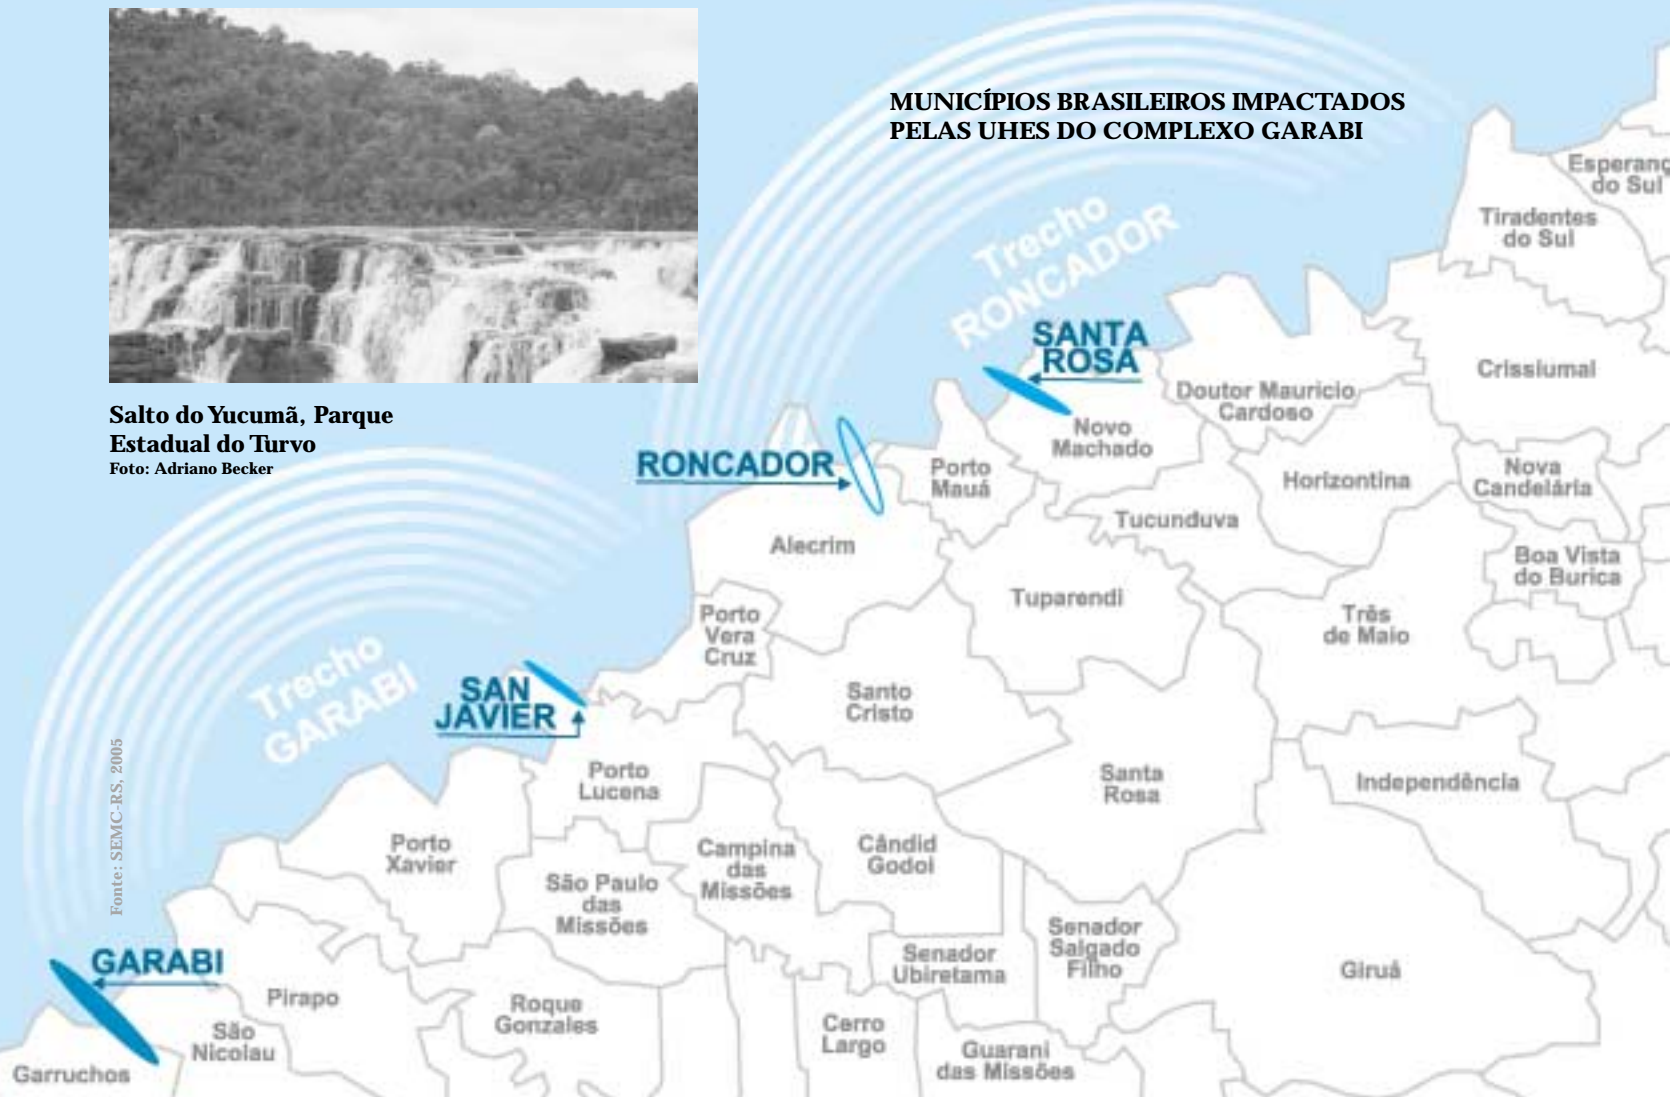 MUNICÍPIOS BRASILEIROS IMPACTADOS
PELAS UHES DO COMPLEXO GARABI
Salto do Yucumã, Parque
Estadual do Turvo
Foto: Adriano Becker
Fonte: SEMC-RS, 2005
Trecho
RONCADOR
Trecho
GARABI
SANTA
ROSA
RONCADOR
SAN
JAVIER
GARABI
Esperanç
do Sul
Tiradentes
do Sul
Crissiumal
Doutor Mauricio
Cardoso
Novo
Machado
Porto
Mauá
Horizontina
Nova
Candelária
Tucunduva
Alecrim
Boa Vista
do Burica
Tuparendi
Três
de Maio
Porto
Vera
Cruz
Santo
Cristo
Porto
Lucena
Santa
Rosa
Independência
Porto
Xavier
Campina
das
Missões
Cândid
Godoi
São Paulo
das
Missões
Senador
Salgado
Filho
Senador
Ubiretama
Giruá
Pirapo
Roque
Gonzales
São
Nicolau
Cerro
Largo
Guarani
das Missões
Garruchos